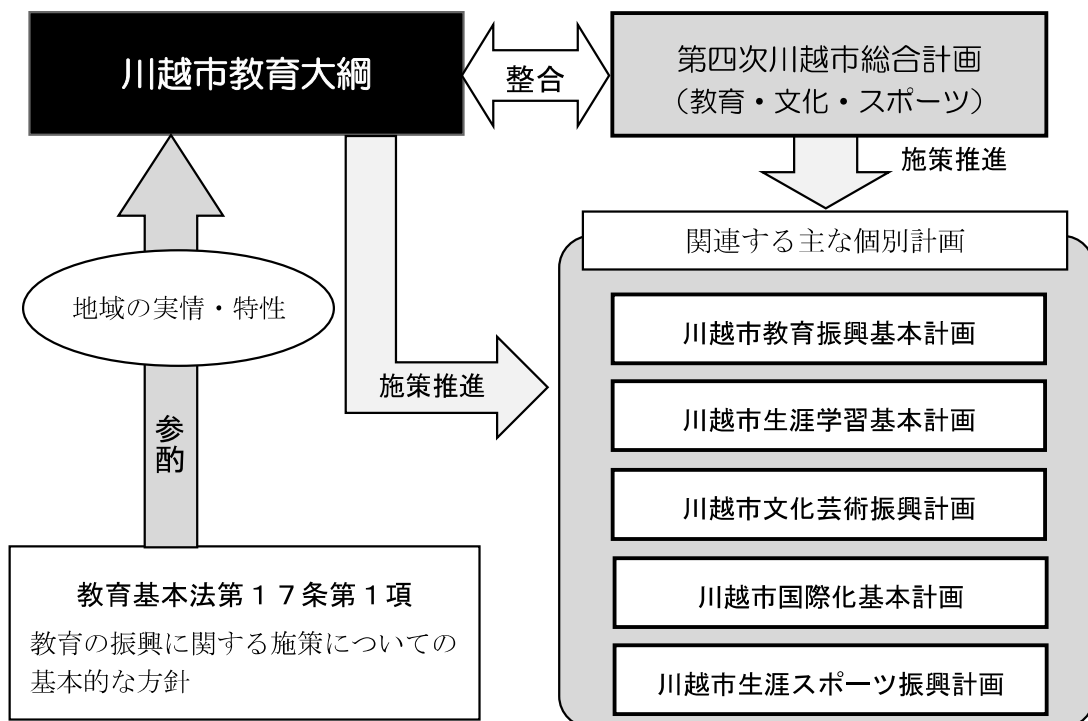 川越市教育大綱
整合
第四次川越市総合計画
（教育・文化・スポーツ）
施策推進
関連する主な個別計画
地域の実情・特性
川越市教育振興基本計画
施策推進
川越市生涯学習基本計画
参酌
川越市文化芸術振興計画
教育基本法第１７条第１項
教育の振興に関する施策についての
基本的な方針
川越市国際化基本計画
川越市生涯スポーツ振興計画